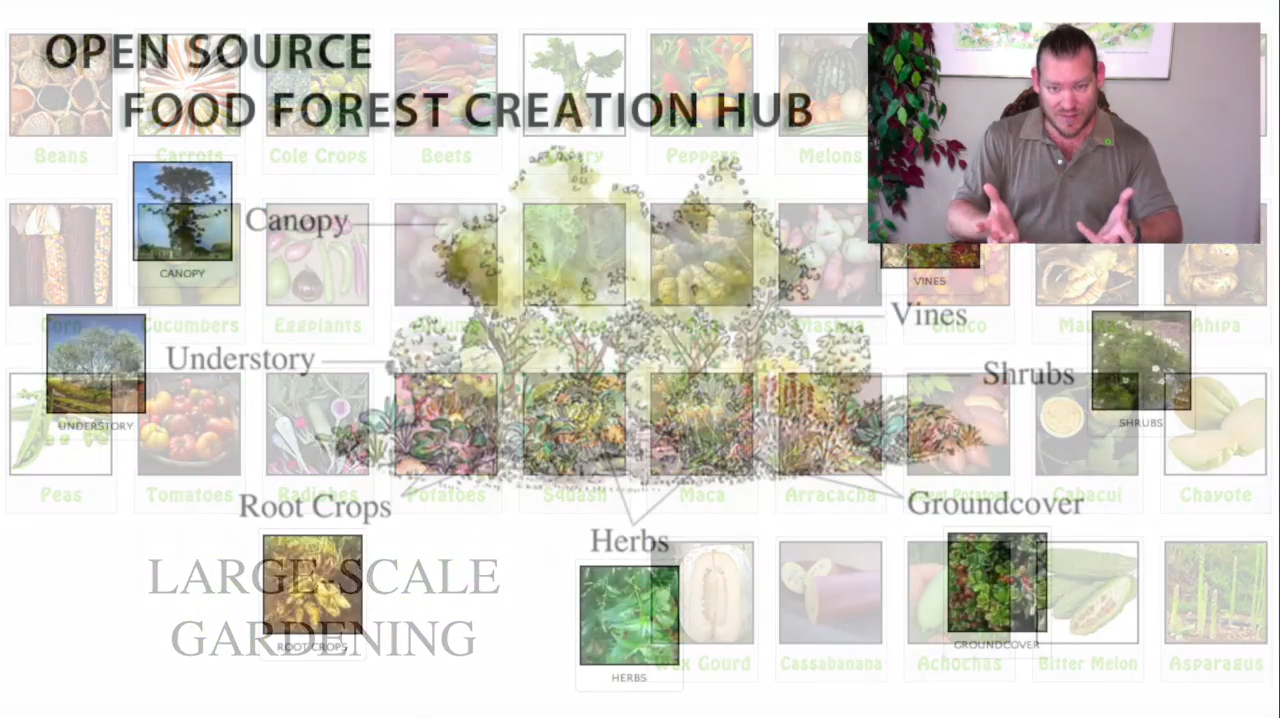 OPEN SOURCE
FOOD FOREST CREATION HUB
Beans
Carrots
Cole Crops
Beets
Peppers
Melons
Canopy
CANOPY
VINES
Corn
Cucumbers
Eggplants
Vines
Understory
Shrubs
Ahipa
UNDERSTORY
SHRUBS
Peas
Tomatoes
Radiches
Potatoes
Squash
Maca
Arracacha
Chayote
Root Crops
Groundcover
Herbs
LARGE-SCALE
GARDENING
ROOT CROPS
HERBS
GROUNDCOVER
Wax Gourd
Cassabanana
Achochas
Bitter Melon
Asparagus